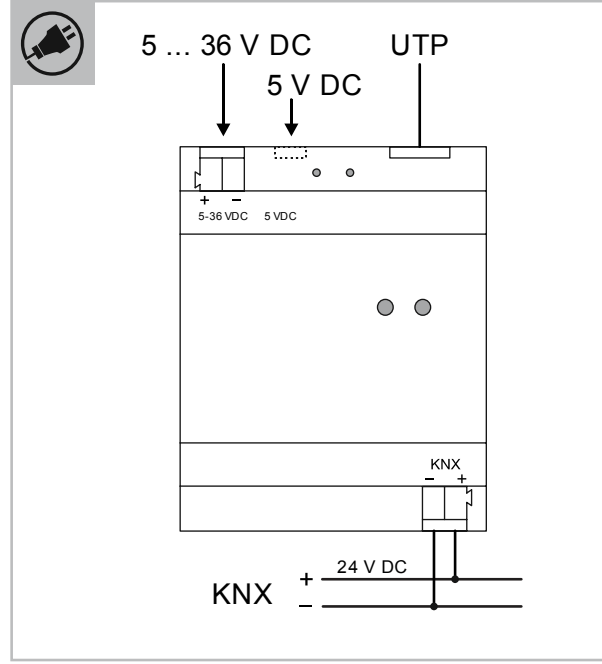 5 ... 36 V DC UTP
5 V DC
+ −
5-36 VDC 5 VDC
KNX
− +
24 V DC
+
KNX
−